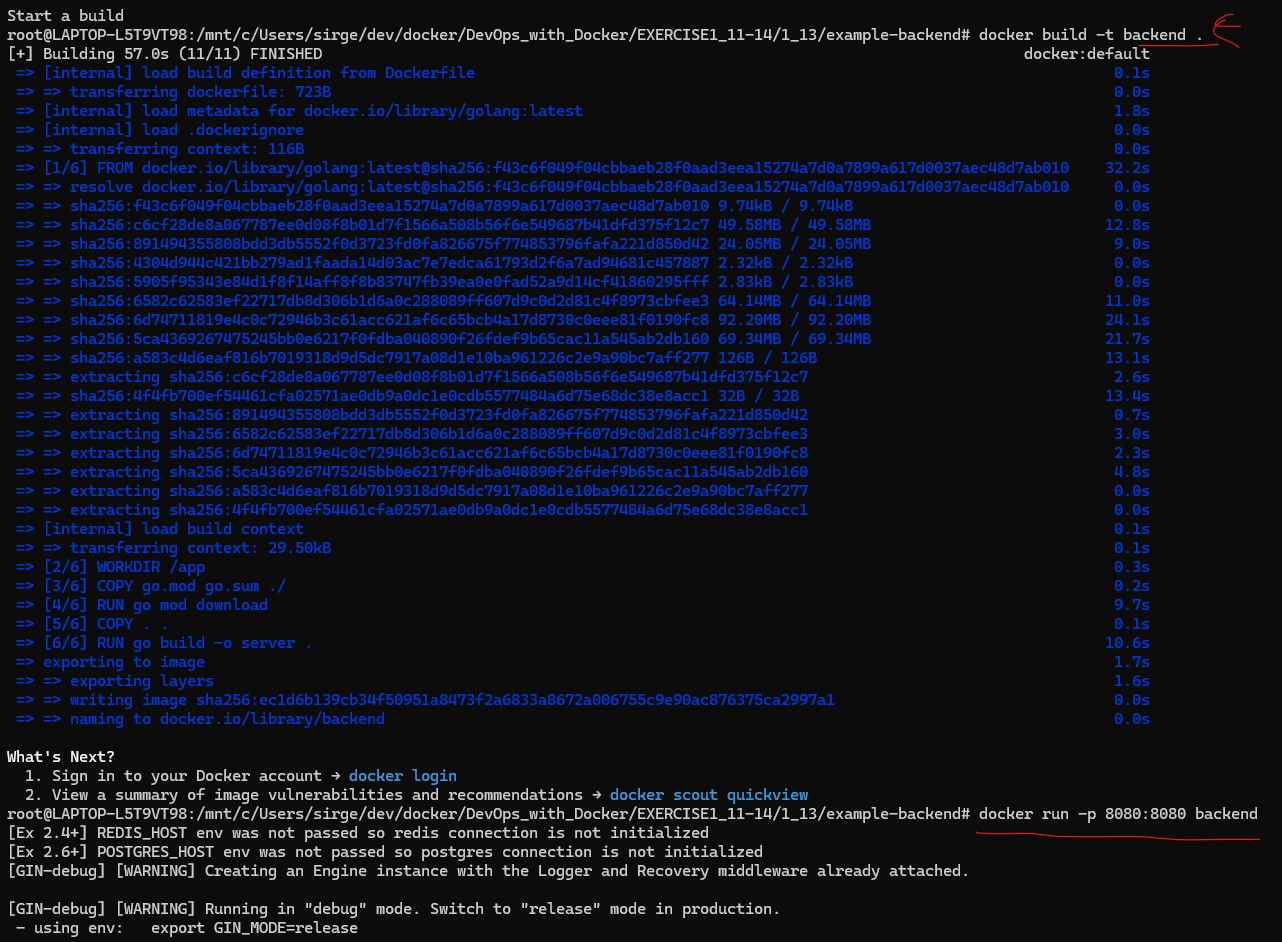 Start a build
root@LAPTOP-L5T9VT98:/mnt/c/Users/sirge/dev/docker/DevOps_with_Docker/EXERCISE1_11-14/1_13/example-backend# docker build -t backend .
[+] Building 57.0s (11/11) FINISHED docker:default
=> [internal] load build definition from Dockerfile 0.1s
=> => transferring dockerfile: 723B 0.0s
=> [internal] load metadata for docker.io/library/golang:latest 1.8s
=> [internal] load .dockerignore 0.0s
=> => transferring context: 116B 0.0s
=> [1/6] FROM docker.io/library/golang:latest@sha256:f43c6f049f04cbbaeb28f0aad3eea15274a7d0a7899a617d0037aec48d7ab010 32.2s
=> => resolve docker.io/library/golang:latest@sha256:f43c6f049f04cbbaeb28f0aad3eea15274a7d0a7899a617d0037aec48d7ab010 0.0s
=> => sha256:f43c6f049f04cbbaeb28f0aad3eea15274a7d0a7899a617d0037aec48d7ab010 9.74kB / 9.74kB 0.0s
=> => sha256:c6cf28de8a067787ee0d08f8b01d7f1566a508b56f6e549687b41dfd375f12c7 49.58MB / 49.58MB 12.8s
=> => sha256:891494355808bdd3db5552f0d3723fd0fa826675f774853796fafa221d850d42 24.05MB / 24.05MB 9.0s
=> => sha256:4304d944c421bb279ad1faada14d03ac7e7edca61793d2f6a7ad94681c457887 2.32kB / 2.32kB 0.0s
=> => sha256:5905f95343e84d1f8f14aff8f8b83747fb39ea0e0fad52a9d14cf41860295fff 2.83kB / 2.83kB 0.0s
=> => sha256:6582c62583ef22717db8d306b1d6a0c288089ff607d9c0d2d81c4f8973cbfee3 64.14MB / 64.14MB 11.0s
=> => sha256:6d74711819e4c0c72946b3c61acc621af6c65bcb4a17d8730c0eee81f0190fc8 92.20MB / 92.20MB 24.1s
=> => sha256:5ca4369267475245bb0e6217f0fdba040890f26fdef9b65cac11a545ab2db160 69.34MB / 69.34MB 21.7s
=> => sha256:a583c4d6eaf816b7019318d9d5dc7917a08d1e10ba961226c2e9a90bc7aff277 126B / 126B 13.1s
=> => extracting sha256:c6cf28de8a067787ee0d08f8b01d7f1566a508b56f6e549687b41dfd375f12c7 2.6s
=> => sha256:4f4fb700ef54461cfa02571ae0db9a0dc1e0cdb5577484a6d75e68dc38e8acc1 32B / 32B 13.4s
=> => extracting sha256:891494355808bdd3db5552f0d3723fd0fa826675f774853796fafa221d850d42 0.7s
=> => extracting sha256:6582c62583ef22717db8d306b1d6a0c288089ff607d9c0d2d81c4f8973cbfee3 3.0s
=> => extracting sha256:6d74711819e4c0c72946b3c61acc621af6c65bcb4a17d8730c0eee81f0190fc8 2.3s
=> => extracting sha256:5ca4369267475245bb0e6217f0fdba040890f26fdef9b65cac11a545ab2db160 4.8s
=> => extracting sha256:a583c4d6eaf816b7019318d9d5dc7917a08d1e10ba961226c2e9a90bc7aff277 0.0s
=> => extracting sha256:4f4fb700ef54461cfa02571ae0db9a0dc1e0cdb5577484a6d75e68dc38e8acc1 0.0s
=> [internal] load build context 0.1s
=> => transferring context: 29.50kB 0.1s
=> [2/6] WORKDIR /app 0.3s
=> [3/6] COPY go.mod go.sum ./ 0.2s
=> [4/6] RUN go mod download 9.7s
=> [5/6] COPY . . 0.1s
=> [6/6] RUN go build -o server . 10.6s
=> exporting to image 1.7s
=> => exporting layers 1.6s
=> => writing image sha256:ec1d6b139cb34f50951a8473f2a6833a8672a006755c9e90ac876375ca2997a1 0.0s
=> => naming to docker.io/library/backend 0.0s
What's Next?
1. Sign in to your Docker account → docker login
2. View a summary of image vulnerabilities and recommendations → docker scout quickview
root@LAPTOP-L5T9VT98:/mnt/c/Users/sirge/dev/docker/DevOps_with_Docker/EXERCISE1_11-14/1_13/example-backend# docker run -p 8080:8080 backend
[Ex 2.4+] REDIS_HOST env was not passed so redis connection is not initialized
[Ex 2.6+] POSTGRES_HOST env was not passed so postgres connection is not initialized
[GIN-debug] [WARNING] Creating an Engine instance with the Logger and Recovery middleware already attached.
[GIN-debug] [WARNING] Running in "debug" mode. Switch to "release" mode in production.
- using env: export GIN_MODE=release